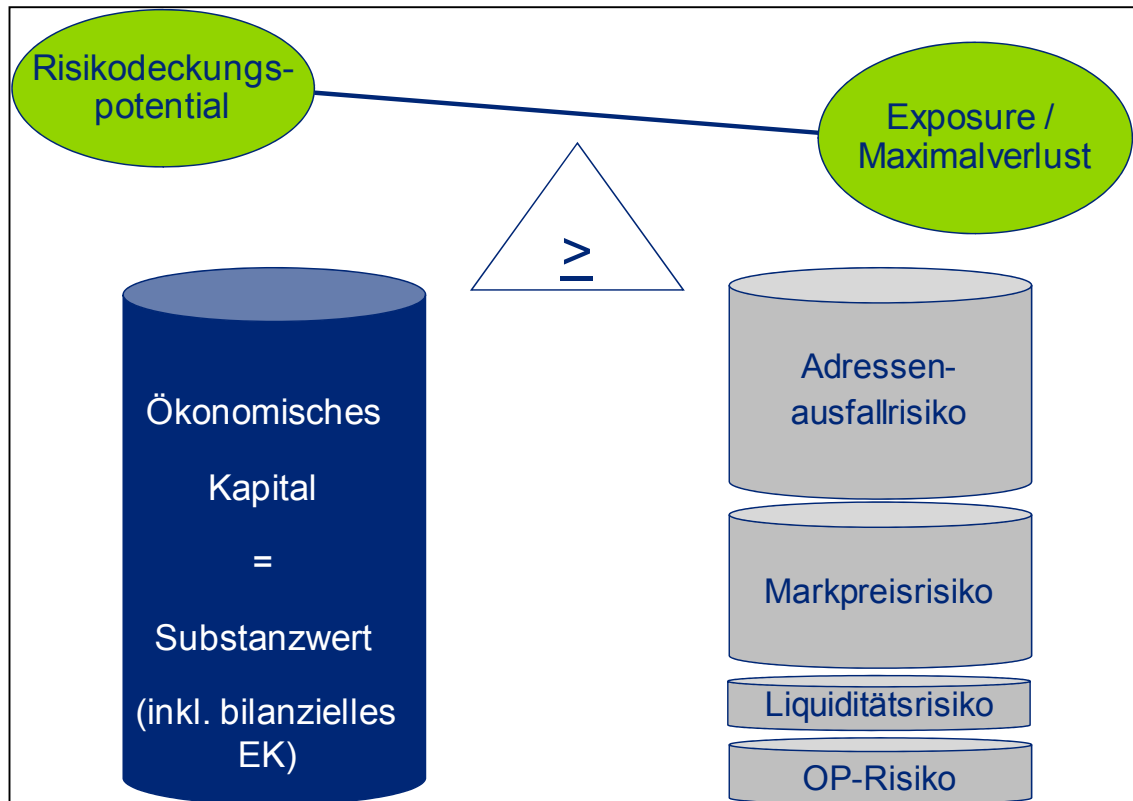 Risikodeckungs-
potential
Exposure /
Maximalverlust
≥
Ökonomisches
Kapital
=
Substanzwert
(inkl. bilanzielles
EK)
Adressen-
ausfallrisiko
Markpreisrisiko
Liquiditätsrisiko
OP-Risiko